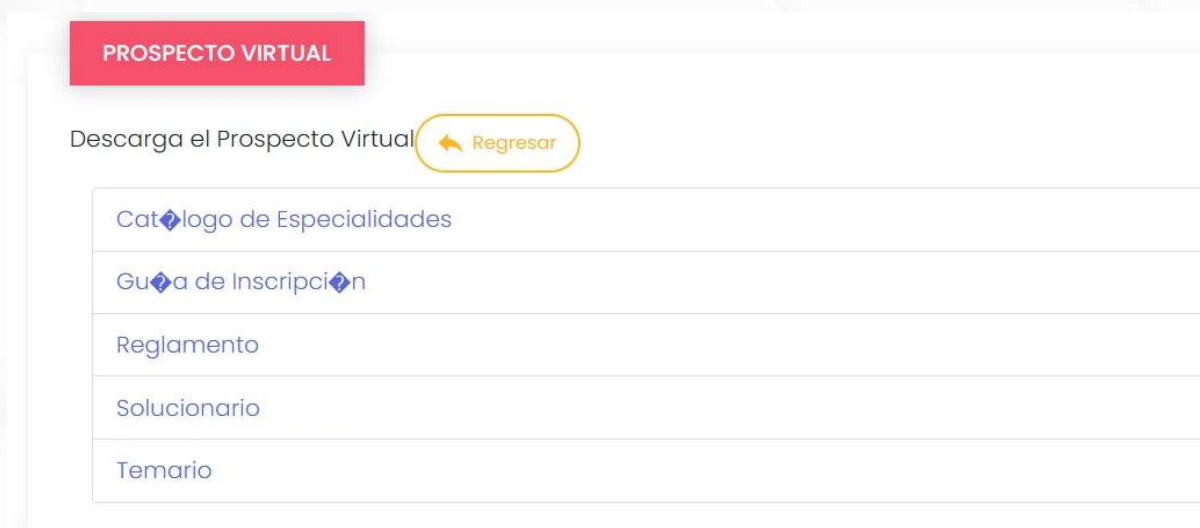 PROSPECTO VIRTUAL
Descarga el Prospecto Virtual Regresar
Cat�logo de Especialidades
Gu�a de Inscripci�n
Reglamento
Solucionario
Temario